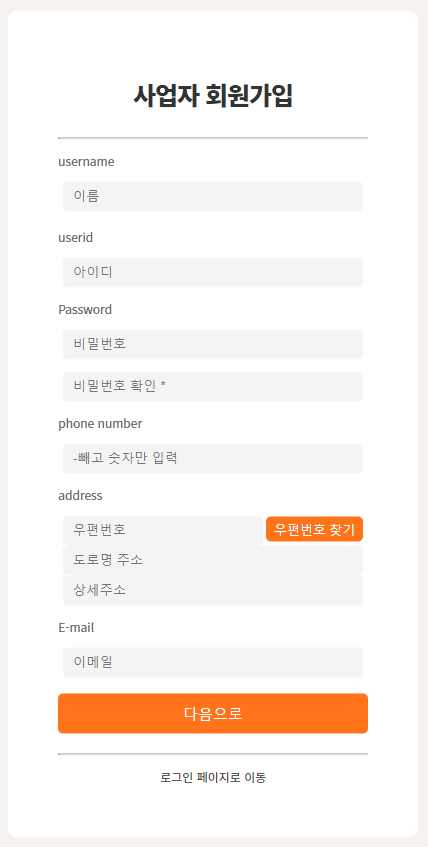 사업자 회원가입
username
이름
userid
아이디
Password
비밀번호
비밀번호 확인 *
phone number
-빼고 숫자만 입력
address
우편번호 우편번호 찾기
도로명 주소
상세주소
E-mail
이메일
다음으로
로그인 페이지로 이동